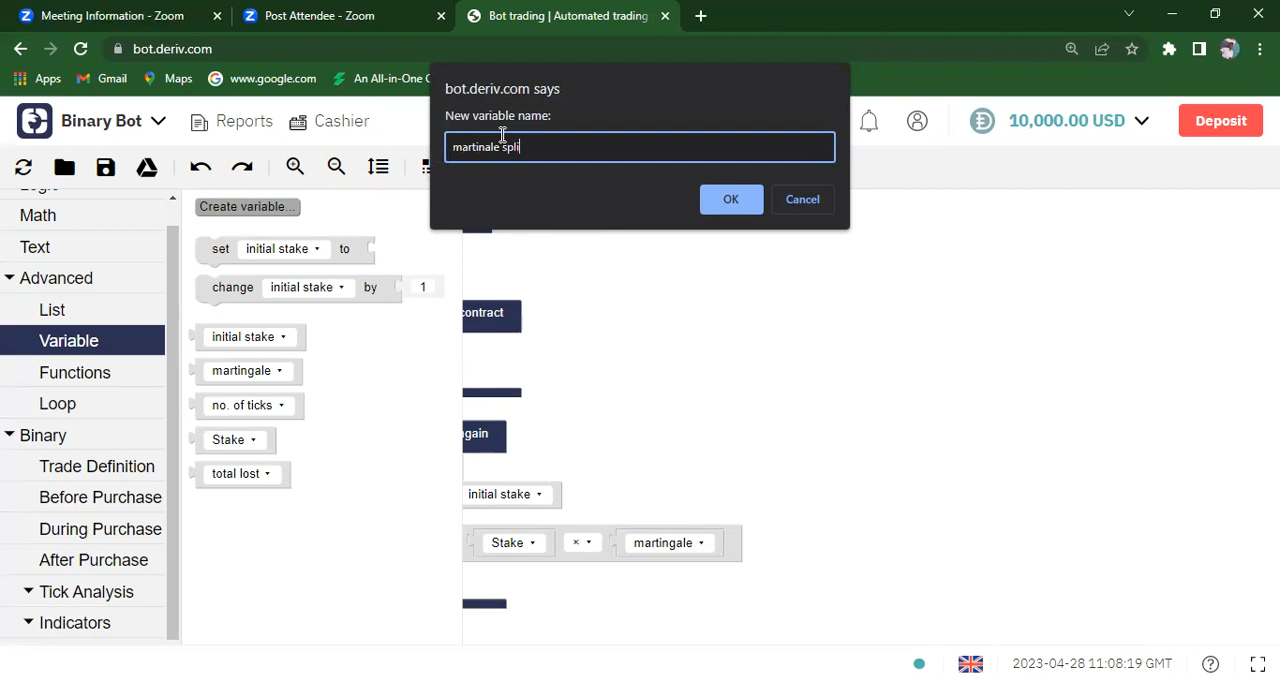 Meeting Information - Zoom
Post Attendee - Zoom
Bot trading | Automated trading
bot.deriv.com
Apps
Gmail
Maps
www.google.com
An All-in-One
bot.deriv.com says
New variable name:
martinale spli
OK
Cancel
Binary Bot
Reports
Cashier
10,000.00 USD
Deposit
Math
Text
Advanced
List
Variable
Functions
Loop
Binary
Trade Definition
Before Purchase
During Purchase
After Purchase
Tick Analysis
Indicators
Create variable...
set initial stake to
change initial stake by 1
initial stake
martingale
no. of ticks
Stake
total lost
contract
again
initial stake
Stake × martingale
2023-04-28 11:08:19 GMT